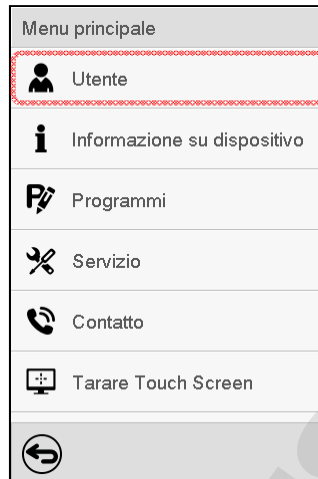 Menu principale
Utente
Informazione su dispositivo
Programmi
Servizio
Contatto
Tarare Touch Screen